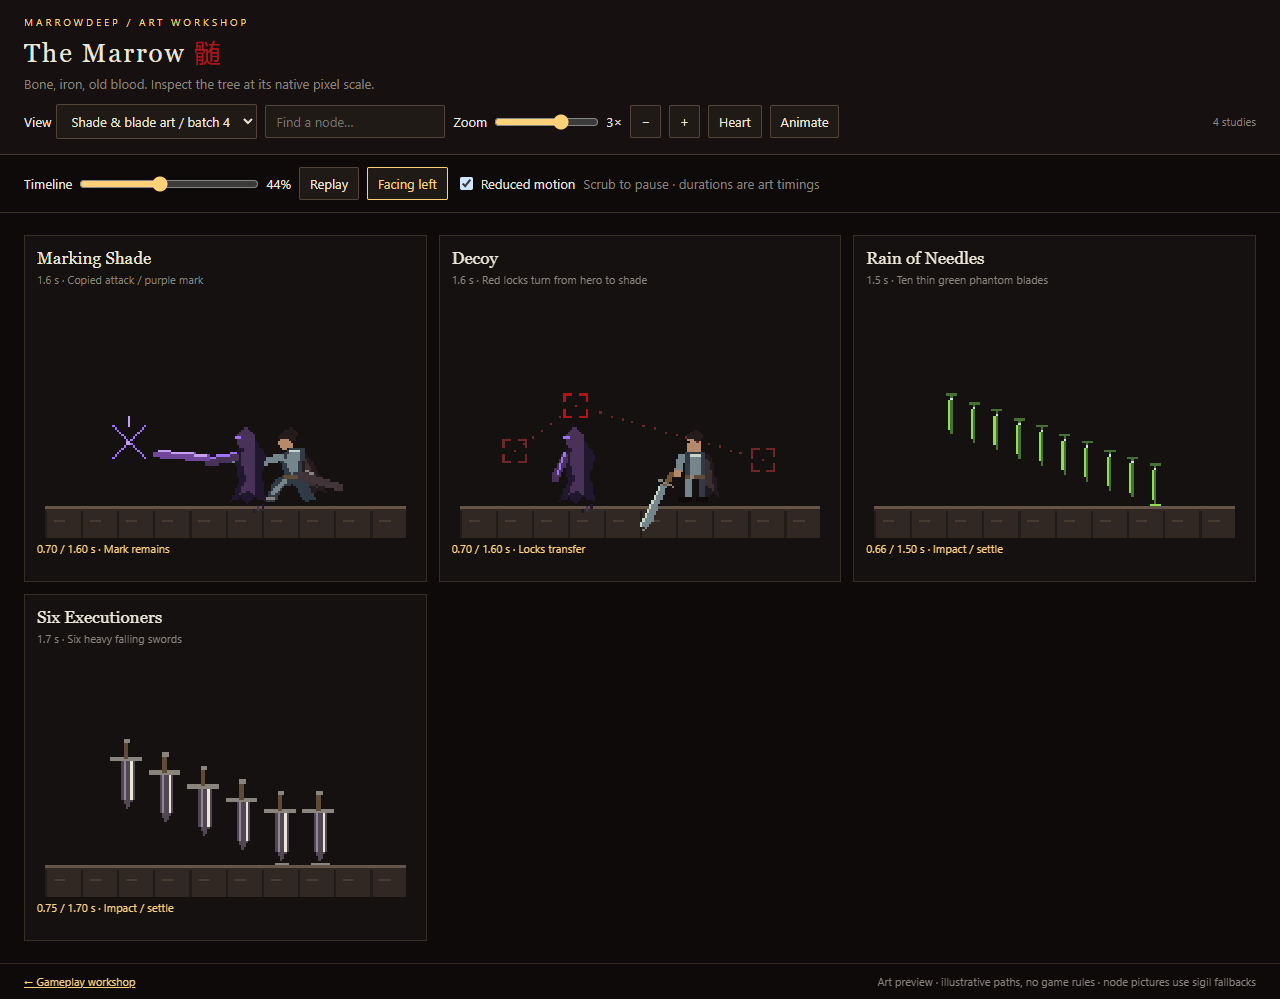 MARROWDEEP / ART WORKSHOP
The Marrow 髄
Bone, iron, old blood. Inspect the tree at its native pixel scale.
View Shade & blade art / batch 4 Find a node... Zoom 3× − + Heart Animate 4 studies
Timeline 44% Replay Facing left Reduced motion Scrub to pause · durations are art timings
Marking Shade
1.6 s · Copied attack / purple mark
0.70 / 1.60 s · Mark remains
Decoy
1.6 s · Red locks turn from hero to shade
0.70 / 1.60 s · Locks transfer
Rain of Needles
1.5 s · Ten thin green phantom blades
0.66 / 1.50 s · Impact / settle
Six Executioners
1.7 s · Six heavy falling swords
0.75 / 1.70 s · Impact / settle
← Gameplay workshop
Art preview · illustrative paths, no game rules · node pictures use sigil fallbacks